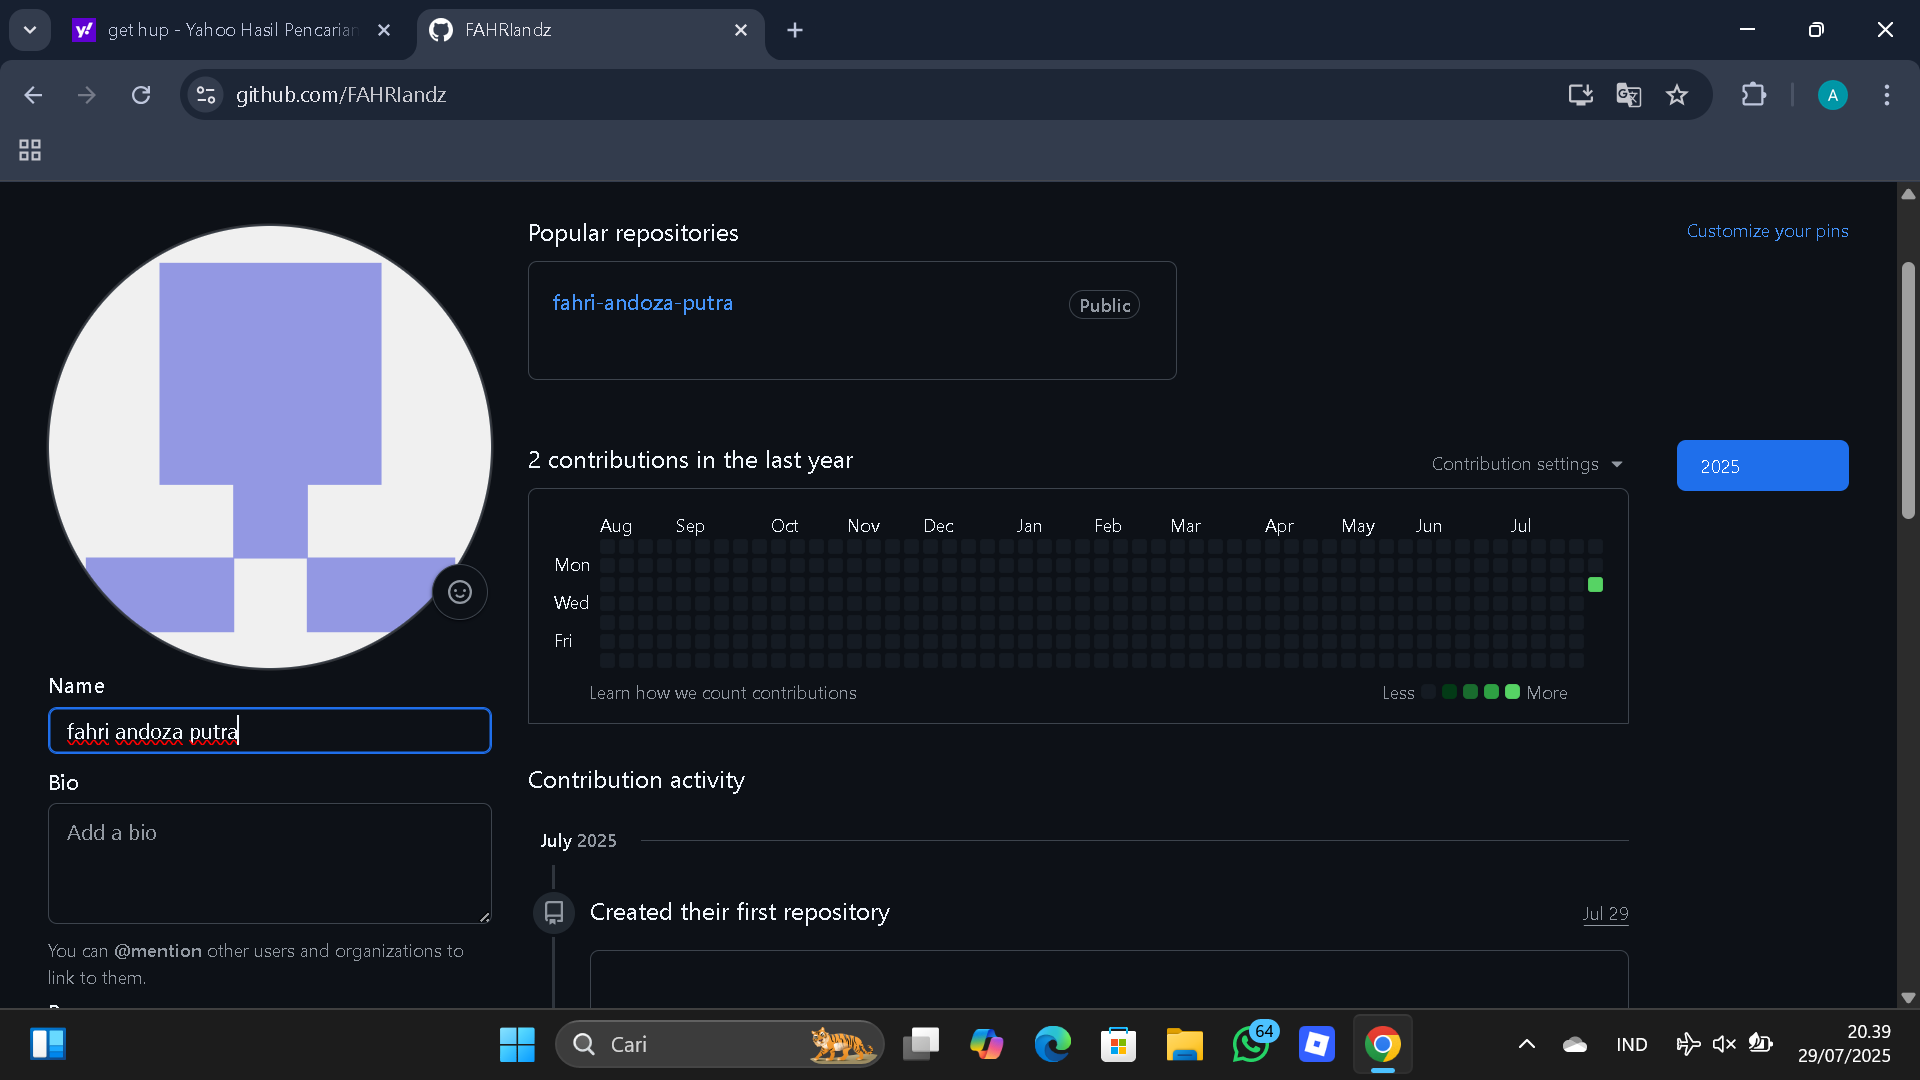 get hup - Yahoo Hasil Pencarian
FAHRIandz
github.com/FAHRIandz
A
Popular repositories
Customize your pins
fahri-andoza-putra
Public
2 contributions in the last year
Contribution settings
2025
Aug Sep Oct Nov Dec Jan Feb Mar Apr May Jun Jul
Mon
Wed
Fri
Learn how we count contributions
Less More
Name
fahri andoza putra
Bio
Add a bio
You can @mention other users and organizations to
link to them.
Contribution activity
July 2025
Created their first repository
Jul 29
Cari
64
IND
20.39
29/07/2025